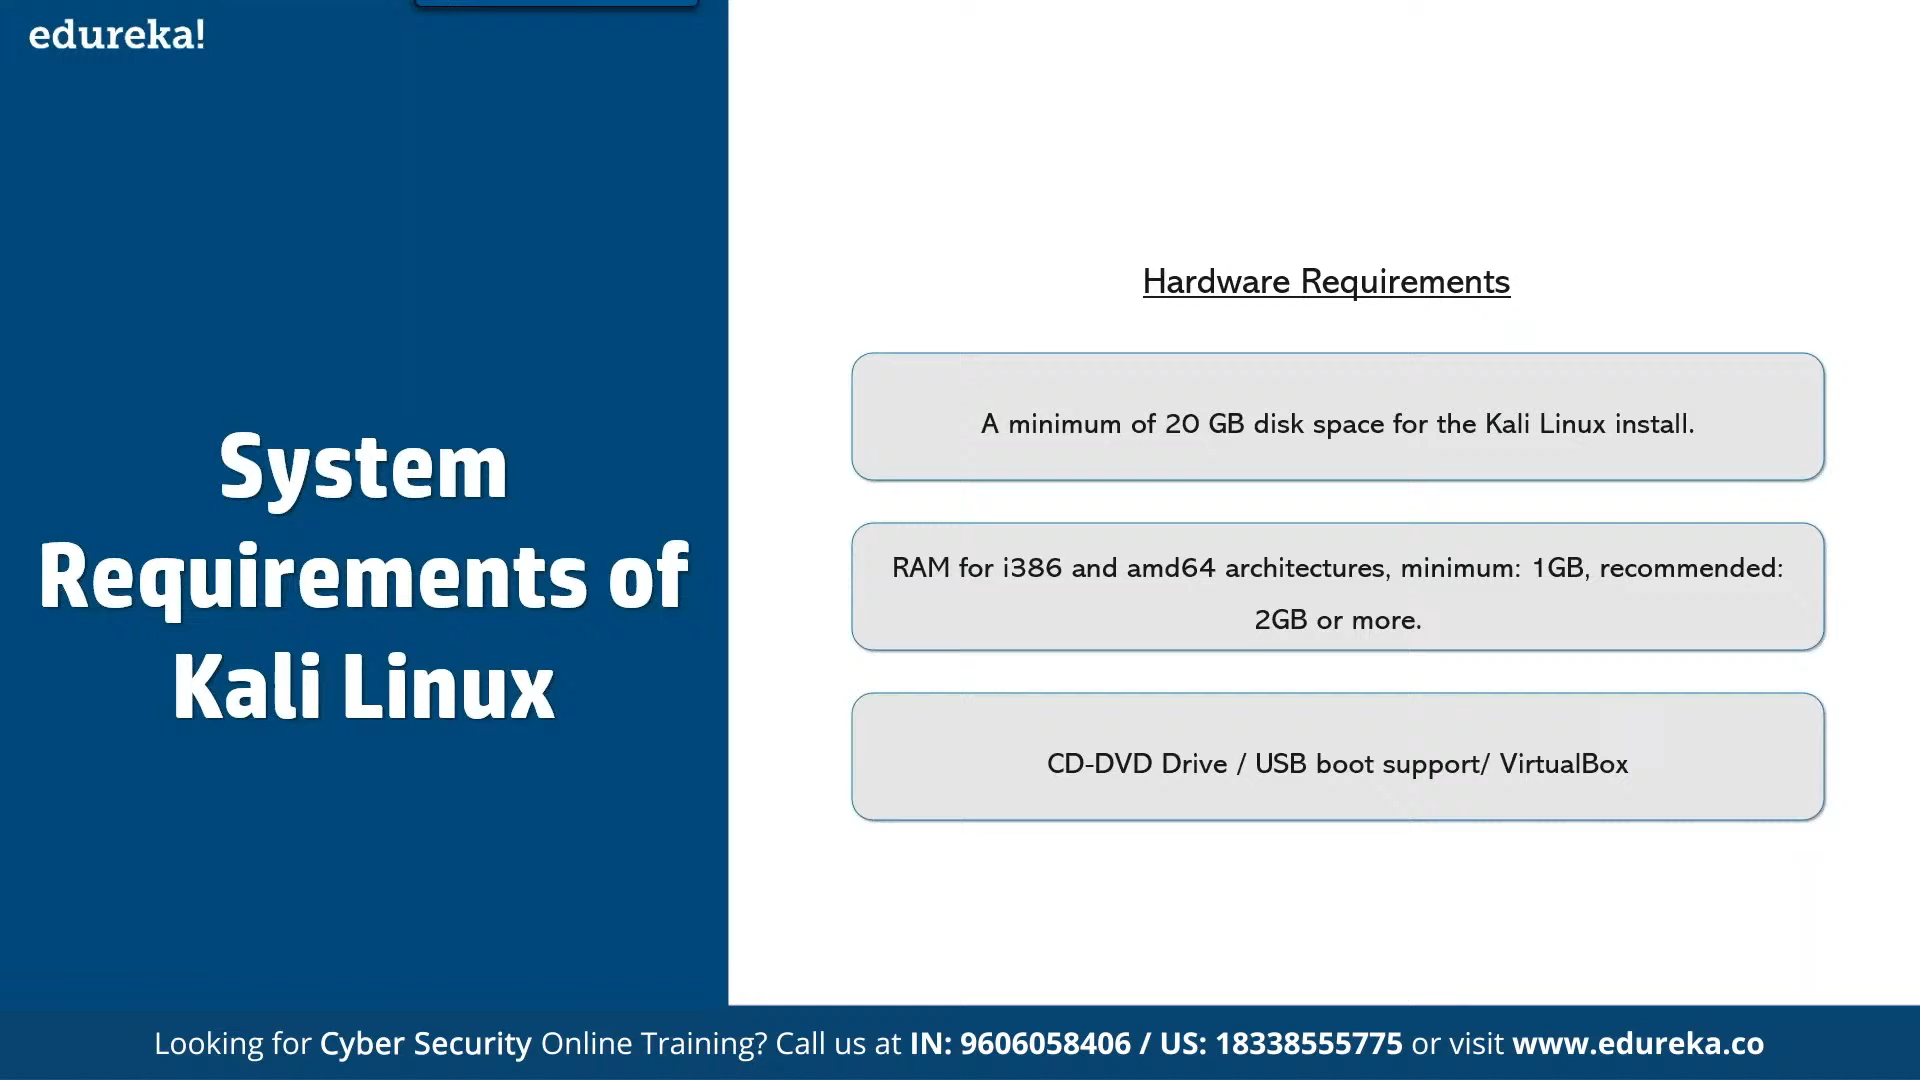 edureka!
System
Requirements of
Kali Linux
Hardware Requirements
A minimum of 20 GB disk space for the Kali Linux install.
RAM for i386 and amd64 architectures, minimum: 1GB, recommended:
2GB or more.
CD-DVD Drive / USB boot support/ VirtualBox
Looking for Cyber Security Online Training? Call us at IN: 9606058406 / US: 18338555775 or visit www.edureka.co